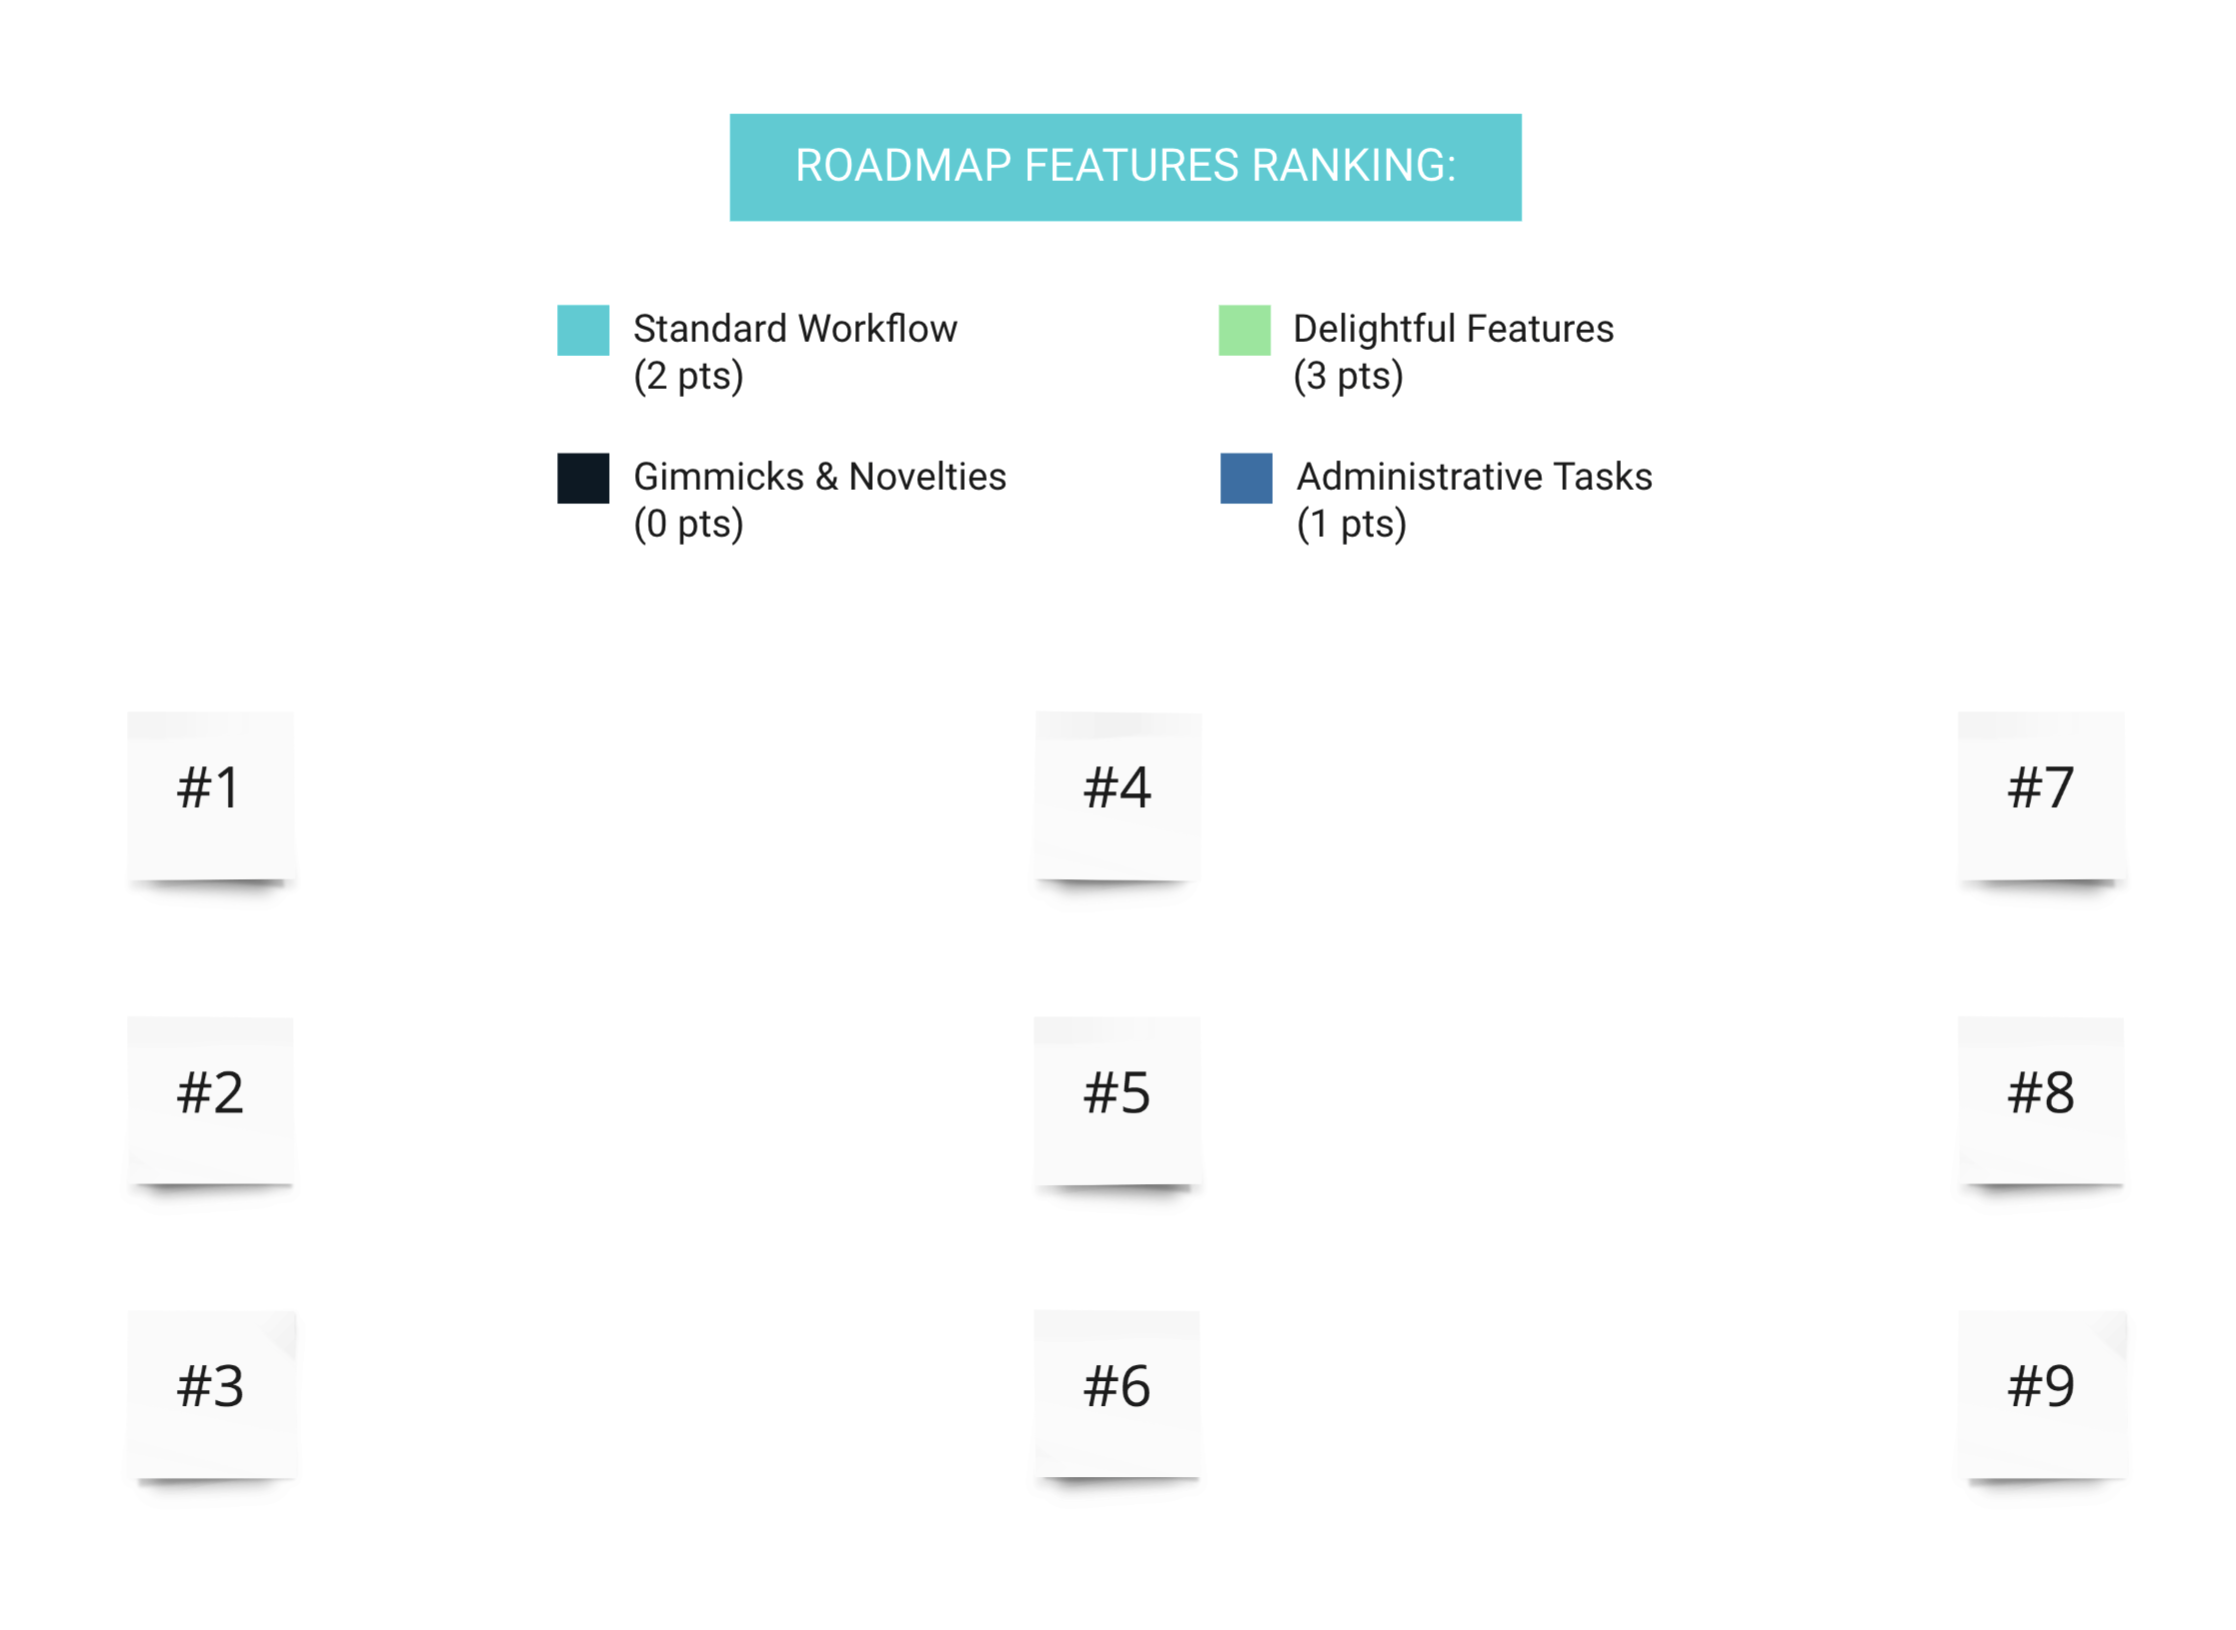 ROADMAP FEATURES RANKING:
Standard Workflow
(2 pts)
Delightful Features
(3 pts)
Gimmicks & Novelties
(0 pts)
Administrative Tasks
(1 pts)
#1
#4
#7
#2
#5
#8
#3
#6
#9